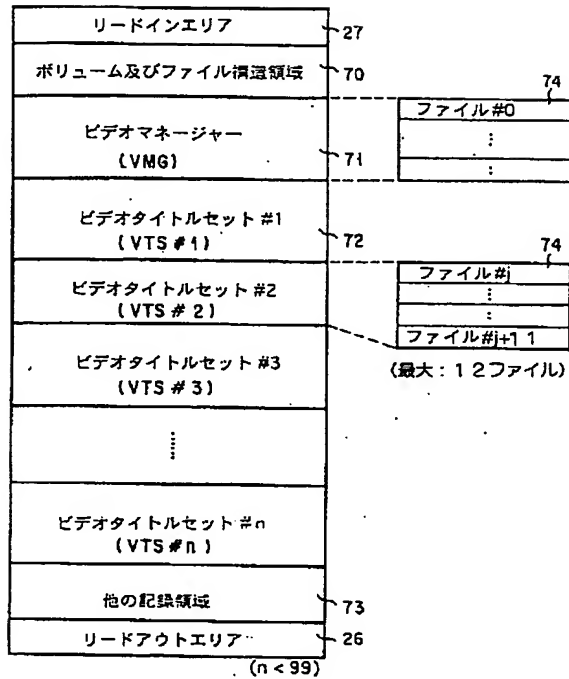 リードインエリア
27
ボリューム及びファイル構造領域
70
ビデオマネージャー
(VMG)
71
74
ファイル#0
:
:
ビデオタイトルセット #1
(VTS #1)
72
ビデオタイトルセット #2
(VTS # 2)
74
ファイル#j
:
:
ファイル#j+11
(最大：12ファイル)
ビデオタイトルセット #3
(VTS # 3)
......
ビデオタイトルセット #n
(VTS #n)
他の記録領域
73
リードアウトエリア
26
(n < 99)